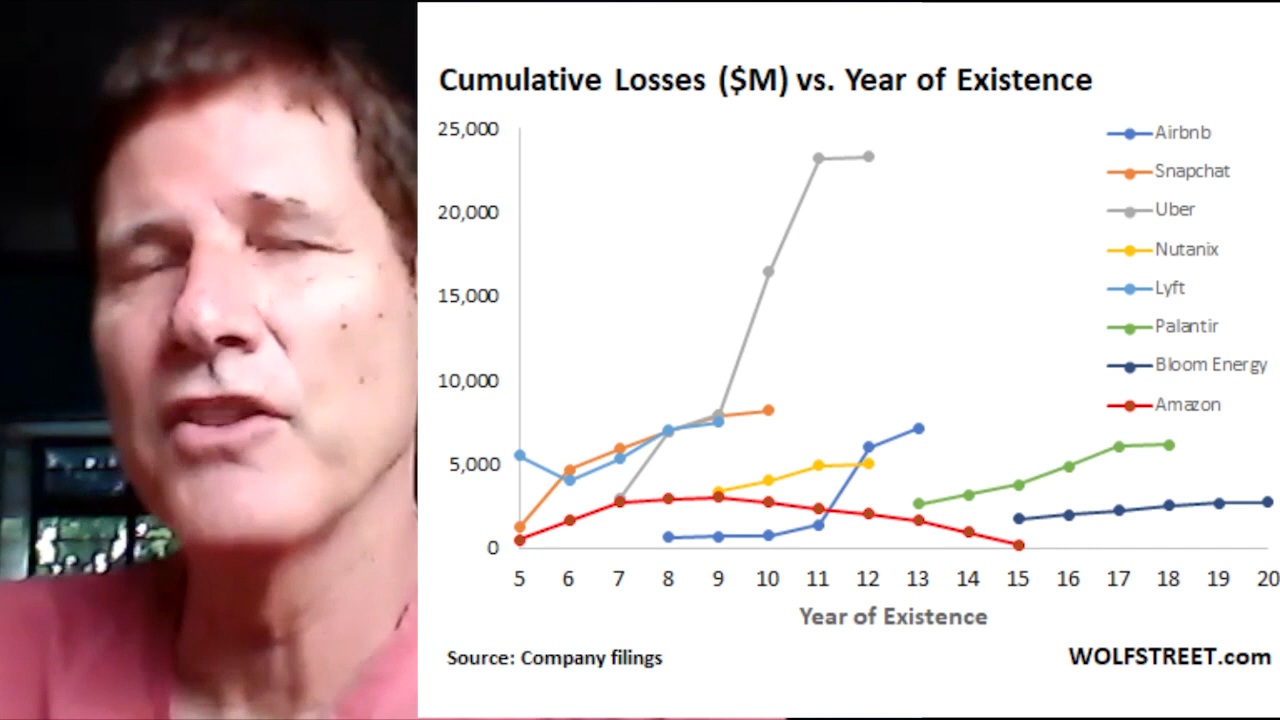 Cumulative Losses ($M) vs. Year of Existence
25,000
20,000
15,000
10,000
5,000
0
5 6 7 8 9 10 11 12 13 14 15 16 17 18 19 20
Year of Existence
Airbnb
Snapchat
Uber
Nutanix
Lyft
Palantir
Bloom Energy
Amazon
Source: Company filings
WOLFSTREET.com